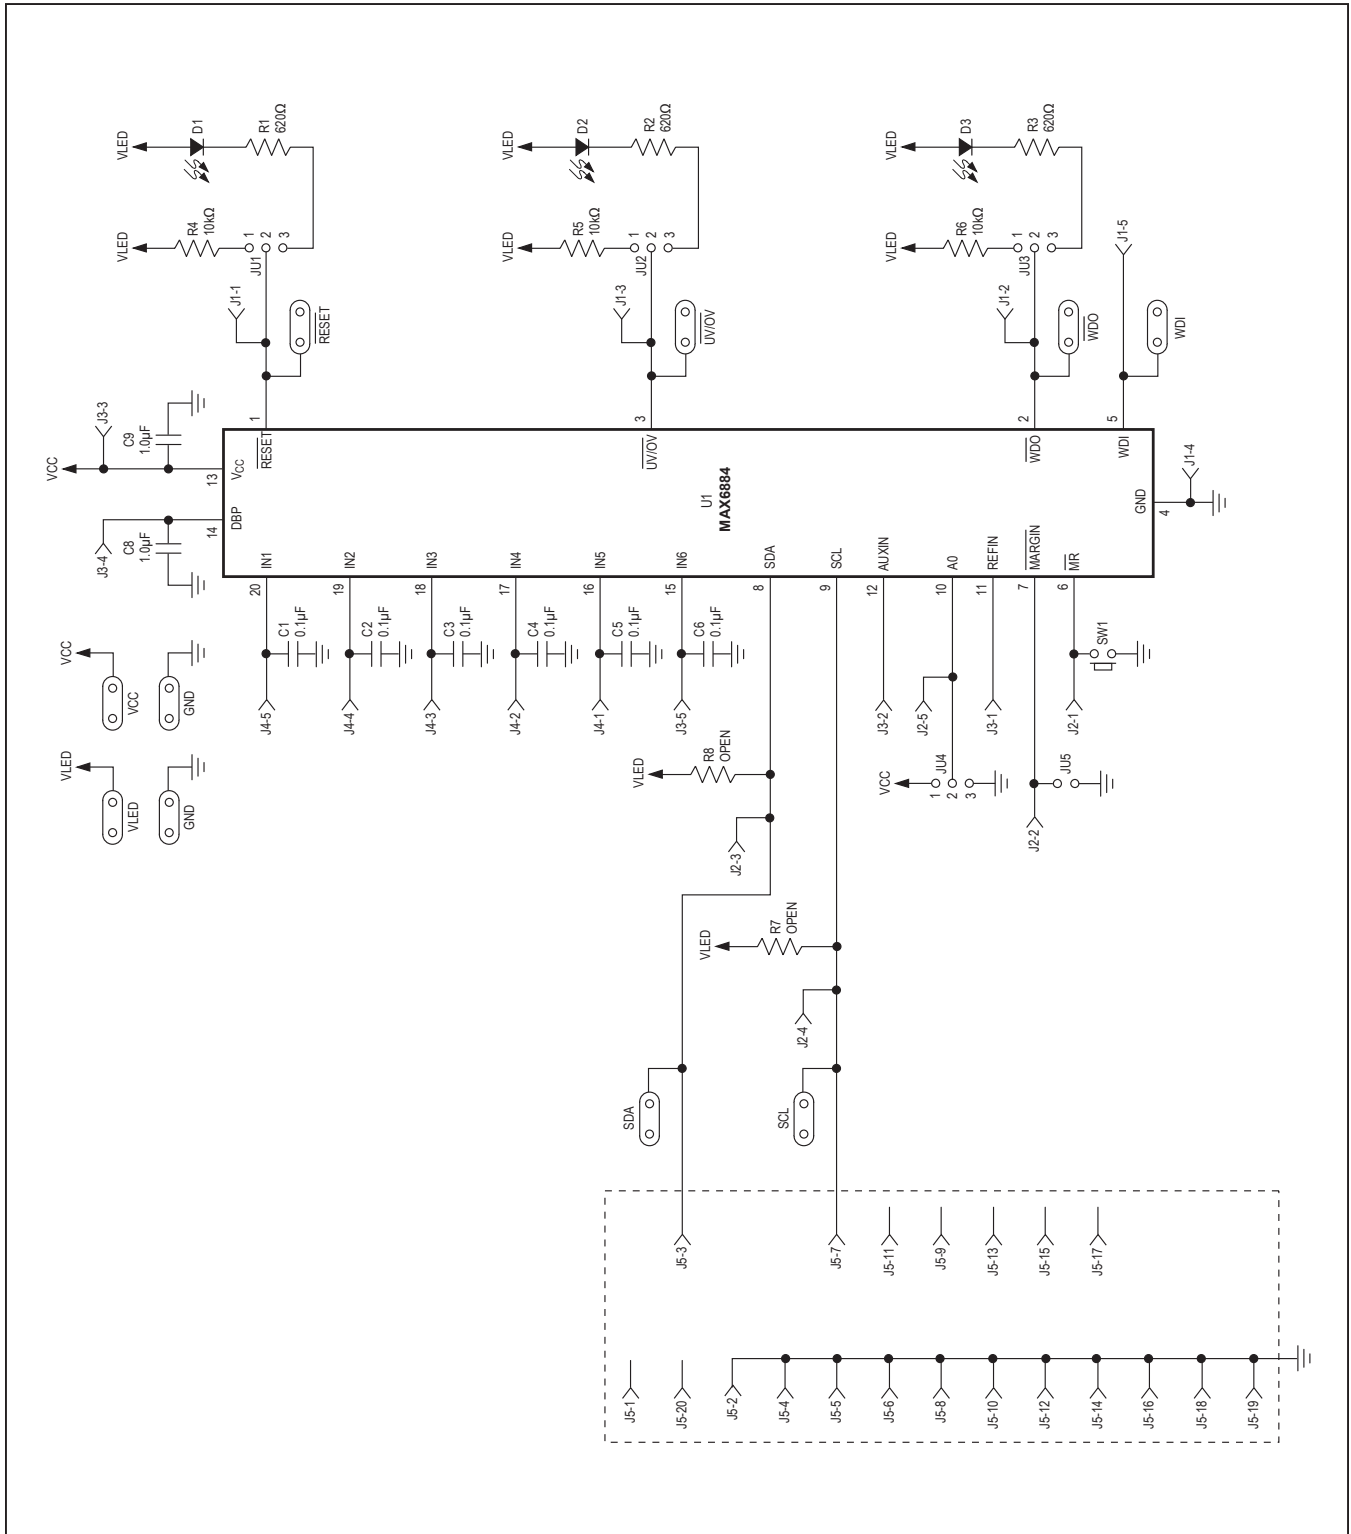 VLED
D1
R1
620Ω
VLED
R4
10kΩ
1
2
3
JU1
J1-1
RESET
VLED
D2
R2
620Ω
VLED
R5
10kΩ
1
2
3
JU2
J1-3
UV/OV
VLED
D3
R3
620Ω
VLED
R6
10kΩ
1
2
3
JU3
J1-2
WDO
J1-5
WDI
VCC
J3-3
C9
1.0µF
J3-4
C8
1.0µF
13
VCC
14
DBP
1
RESET
3
UV/OV
2
WDO
5
WDI
U1
MAX6884
GND
4
J1-4
IN1
20
IN2
19
IN3
18
IN4
17
IN5
16
IN6
15
SDA
8
SCL
9
AUXIN
12
A0
10
REFIN
11
MARGIN
7
MR
6
C1
0.1µF
J4-5
C2
0.1µF
J4-4
C3
0.1µF
J4-3
C4
0.1µF
J4-2
C5
0.1µF
J4-1
C6
0.1µF
J3-5
VCC
VCC
GND
VLED
VLED
GND
VLED
R8
OPEN
J2-3
VLED
R7
OPEN
J2-4
J3-2
J2-5
J3-1
VCC
JU4
1
2
3
JU5
J2-2
SW1
J2-1
SDA
SCL
J5-3
J5-7
J5-11
J5-9
J5-13
J5-15
J5-17
J5-1
J5-20
J5-2
J5-4
J5-5
J5-6
J5-8
J5-10
J5-12
J5-14
J5-16
J5-18
J5-19